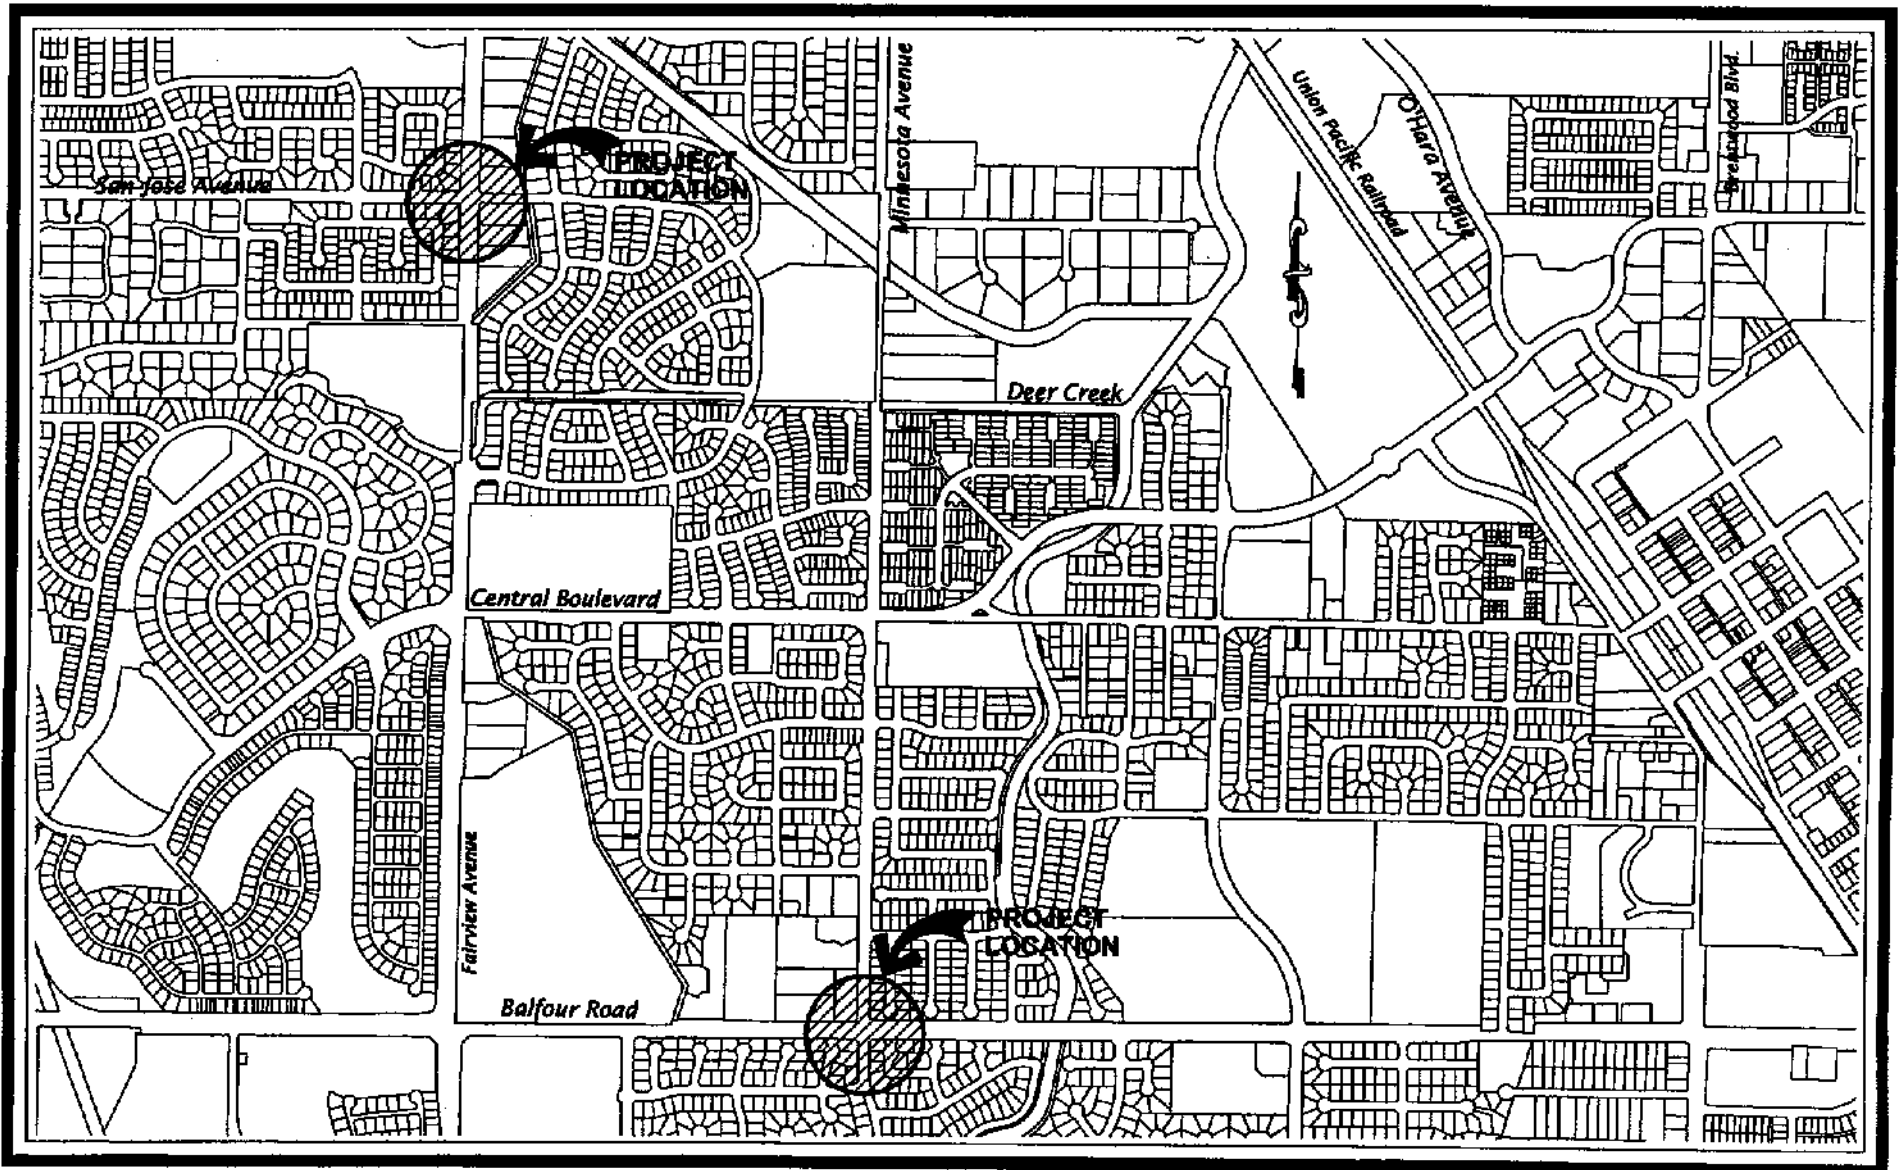 Minnesota Avenue
Union Pacific Railroad
O'Hara Avenue
Brentwood Blvd.
PROJECT
LOCATION
San Jose Avenue
Deer Creek
Central Boulevard
Fairview Avenue
PROJECT
LOCATION
Balfour Road